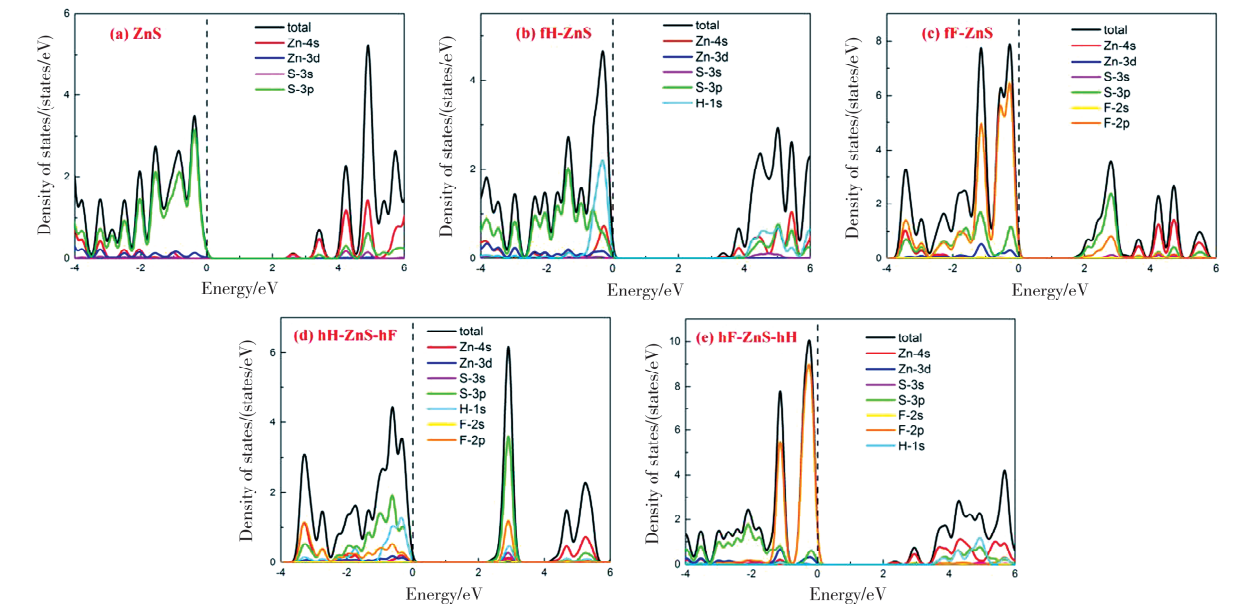 (a) ZnS
total
Zn-4s
Zn-3d
S-3s
S-3p
Density of states/(states/eV)
6
4
2
0
-4
-2
0
2
4
6
Energy/eV
(b) fH-ZnS
total
Zn-4s
Zn-3d
S-3s
S-3p
H-1s
Density of states/(states/eV)
4
2
0
-4
-2
0
2
4
6
Energy/eV
(c) fF-ZnS
total
Zn-4s
Zn-3d
S-3s
S-3p
F-2s
F-2p
Density of states/(states/eV)
8
6
4
2
0
-4
-2
0
2
4
6
Energy/eV
(d) hH-ZnS-hF
total
Zn-4s
Zn-3d
S-3s
S-3p
H-1s
F-2s
F-2p
Density of states/(states/eV)
6
4
2
0
-4
-2
0
2
4
6
Energy/eV
(e) hF-ZnS-hH
total
Zn-4s
Zn-3d
S-3s
S-3p
F-2s
F-2p
H-1s
Density of states/(states/eV)
10
8
6
4
2
0
-4
-2
0
2
4
6
Energy/eV